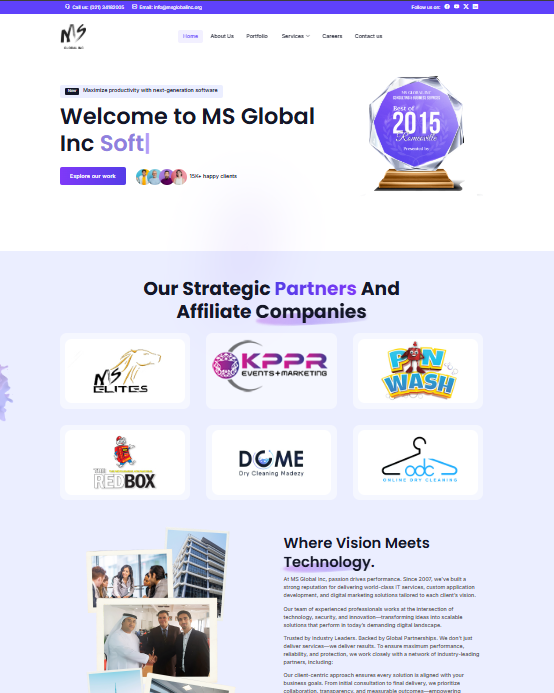 Call us: (021) 34192005 Email: info@msglobalinc.org Follow us on:
MS
GLOBAL INC
Home About Us Portfolio Services Careers Contact us
New Maximize productivity with next-generation software
Welcome to MS Global
Inc Soft|
Explore our work 15K+ happy clients
MS GLOBAL INC
Best of
2015
Romeoville
Presented to
Our Strategic Partners And
Affiliate Companies
MS
ELITES
KPPR
EVENTS+MARKETING
PAN
WASH
THE
REDBOX
DOME
Dry Cleaning Madezy
odc
ONLINE DRY CLEANING
Where Vision Meets
Technology.
At MS Global Inc, passion drives performance. Since 2007, we've built a
strong reputation for delivering world-class IT services, custom application
development, and digital marketing solutions tailored to each client's vision.
Our team of experienced professionals works at the intersection of
technology, security, and innovation—transforming ideas into scalable
solutions that perform in today's demanding digital landscape.
Trusted by Industry Leaders. Backed by Global Partnerships. We don't just
deliver services—we deliver results. To ensure maximum performance,
reliability, and protection, we work closely with a network of industry-leading
partners, including:
Our client-centric approach ensures every solution is aligned with your
business goals. From initial consultation to final delivery, we prioritize
collaboration, transparency, and measurable outcomes—empowering